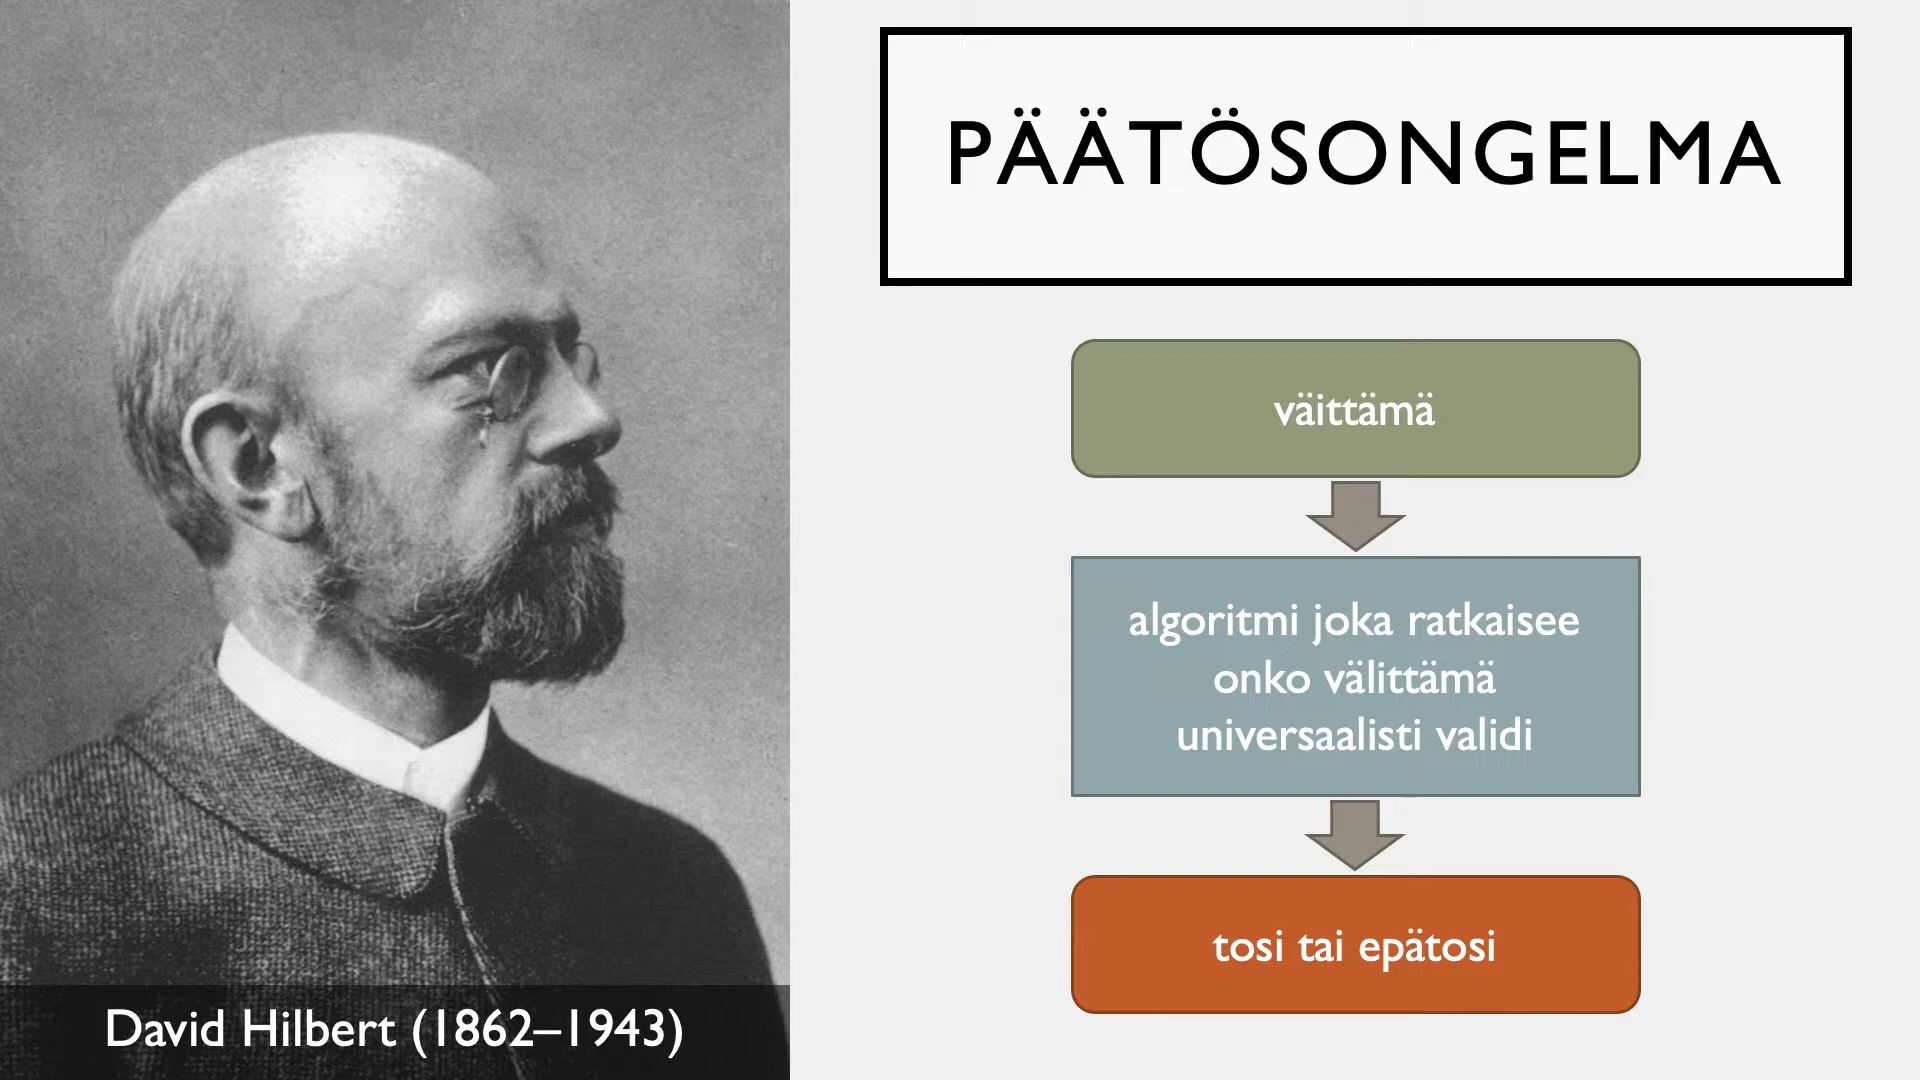 PÄÄTÖSONGELMA
väittämä
algoritmi joka ratkaisee
onko välittämä
universaalisti validi
tosi tai epätosi
David Hilbert (1862–1943)